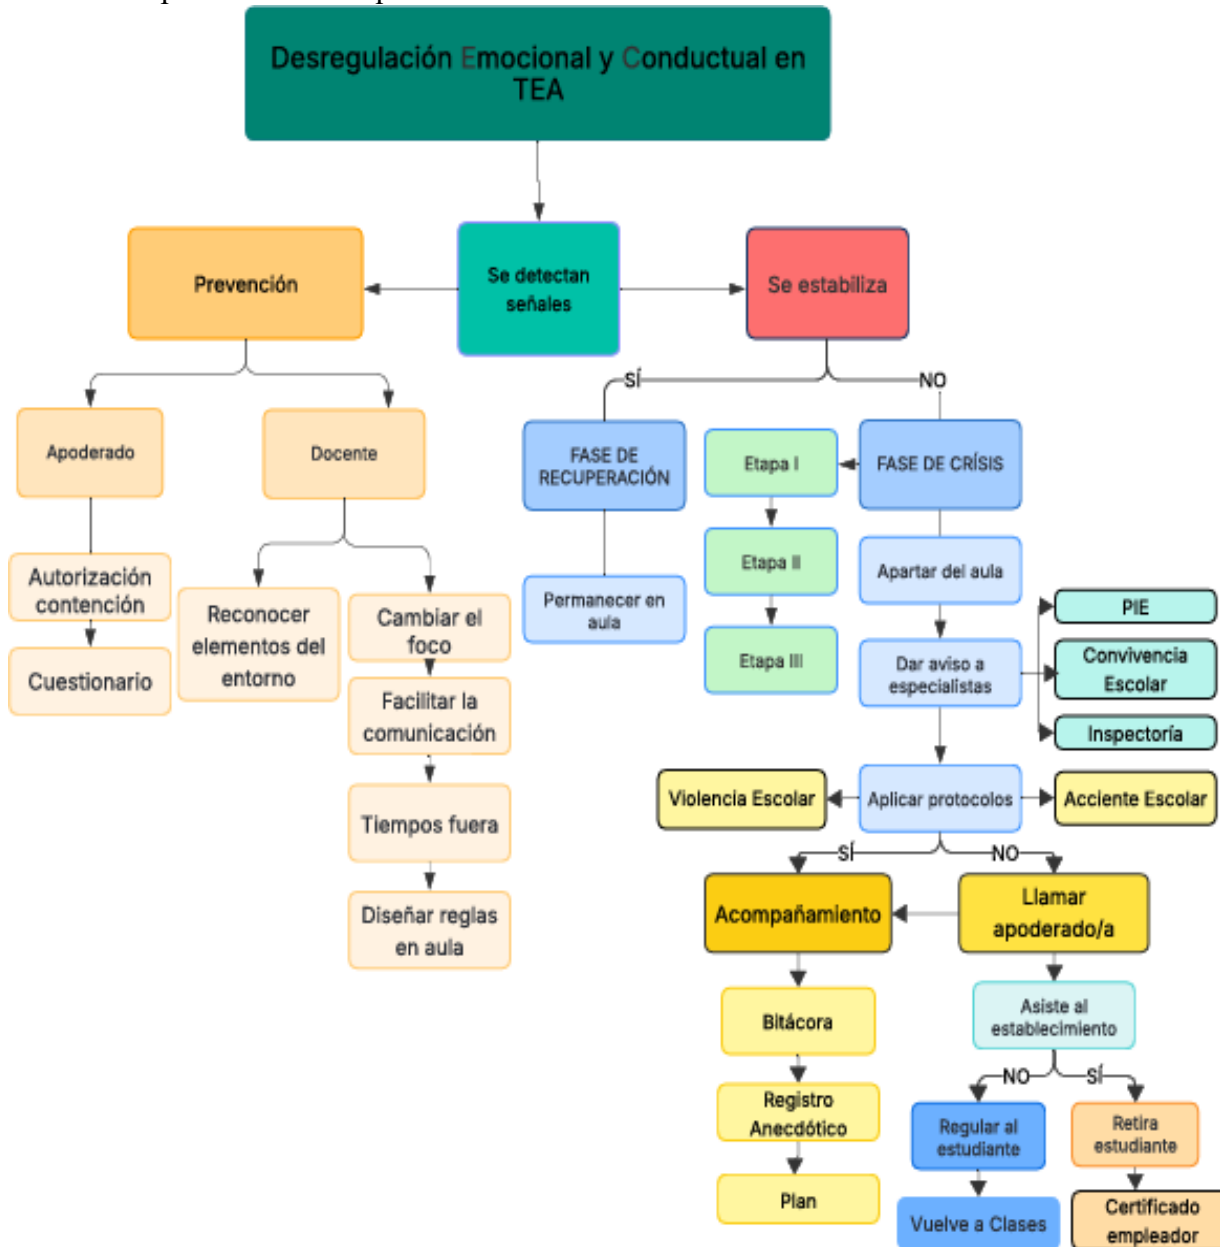 Desregulación Emocional y Conductual en
TEA
Prevención
Se detectan
señales
Se estabiliza
SÍ
NO
Apoderado
Docente
FASE DE
RECUPERACIÓN
Etapa I
FASE DE CRÍSIS
Autorización
contención
Reconocer
elementos del
entorno
Cambiar el
foco
Permanecer en
aula
Etapa II
Apartar del aula
Cuestionario
Facilitar la
comunicación
Etapa III
Dar aviso a
especialistas
PIE
Convivencia
Escolar
Inspectoría
Tiempos fuera
Violencia Escolar
Aplicar protocolos
Acciente Escolar
SÍ
NO
Diseñar reglas
en aula
Acompañamiento
Llamar
apoderado/a
Bitácora
Asiste al
establecimiento
NO
SÍ
Registro
Anecdótico
Regular al
estudiante
Retira
estudiante
Plan
Vuelve a Clases
Certificado
empleador